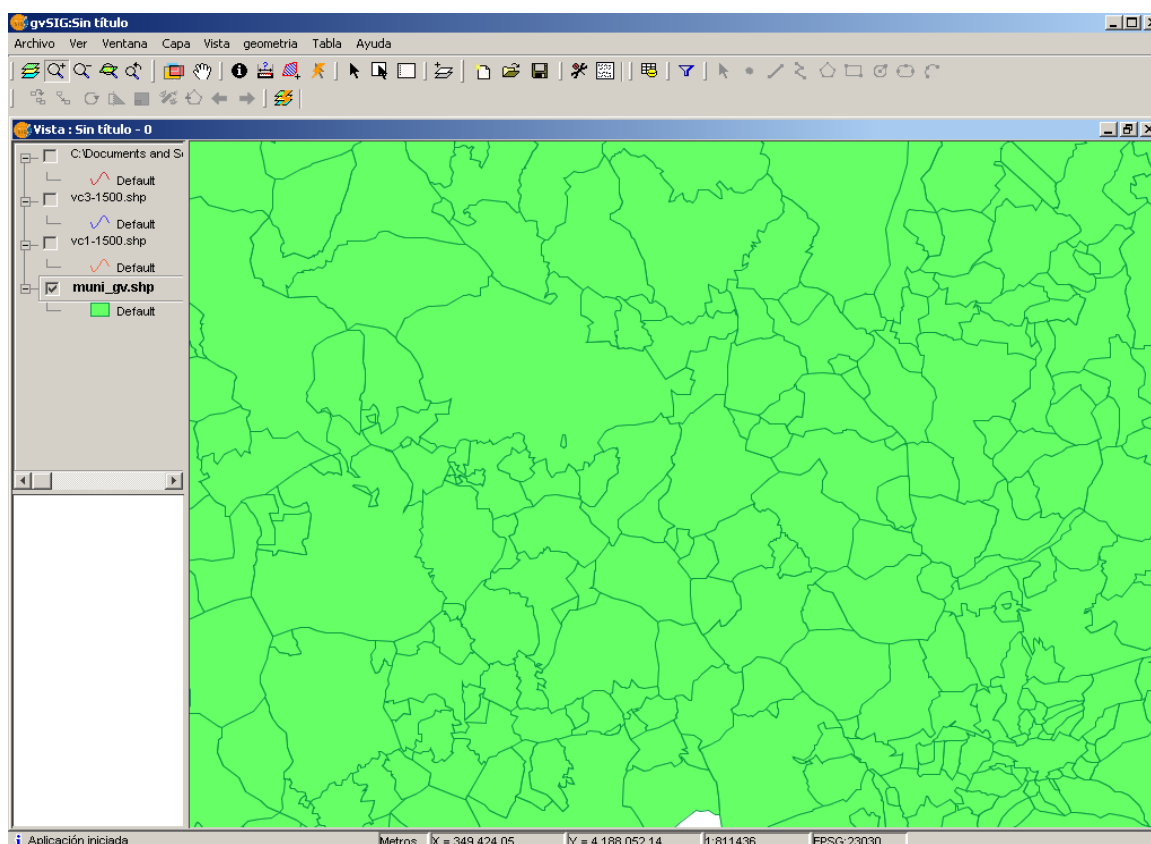 gvSIG:Sin título
Archivo Ver Ventana Capa Vista geometria Tabla Ayuda
Vista : Sin título - 0
C:\Documents and S
Default
vc3-1500.shp
Default
vc1-1500.shp
Default
muni_gv.shp
Default
Aplicación iniciada Metros X = 349.424,05 Y = 4.188.052,14 1:811436 EPSG:23030